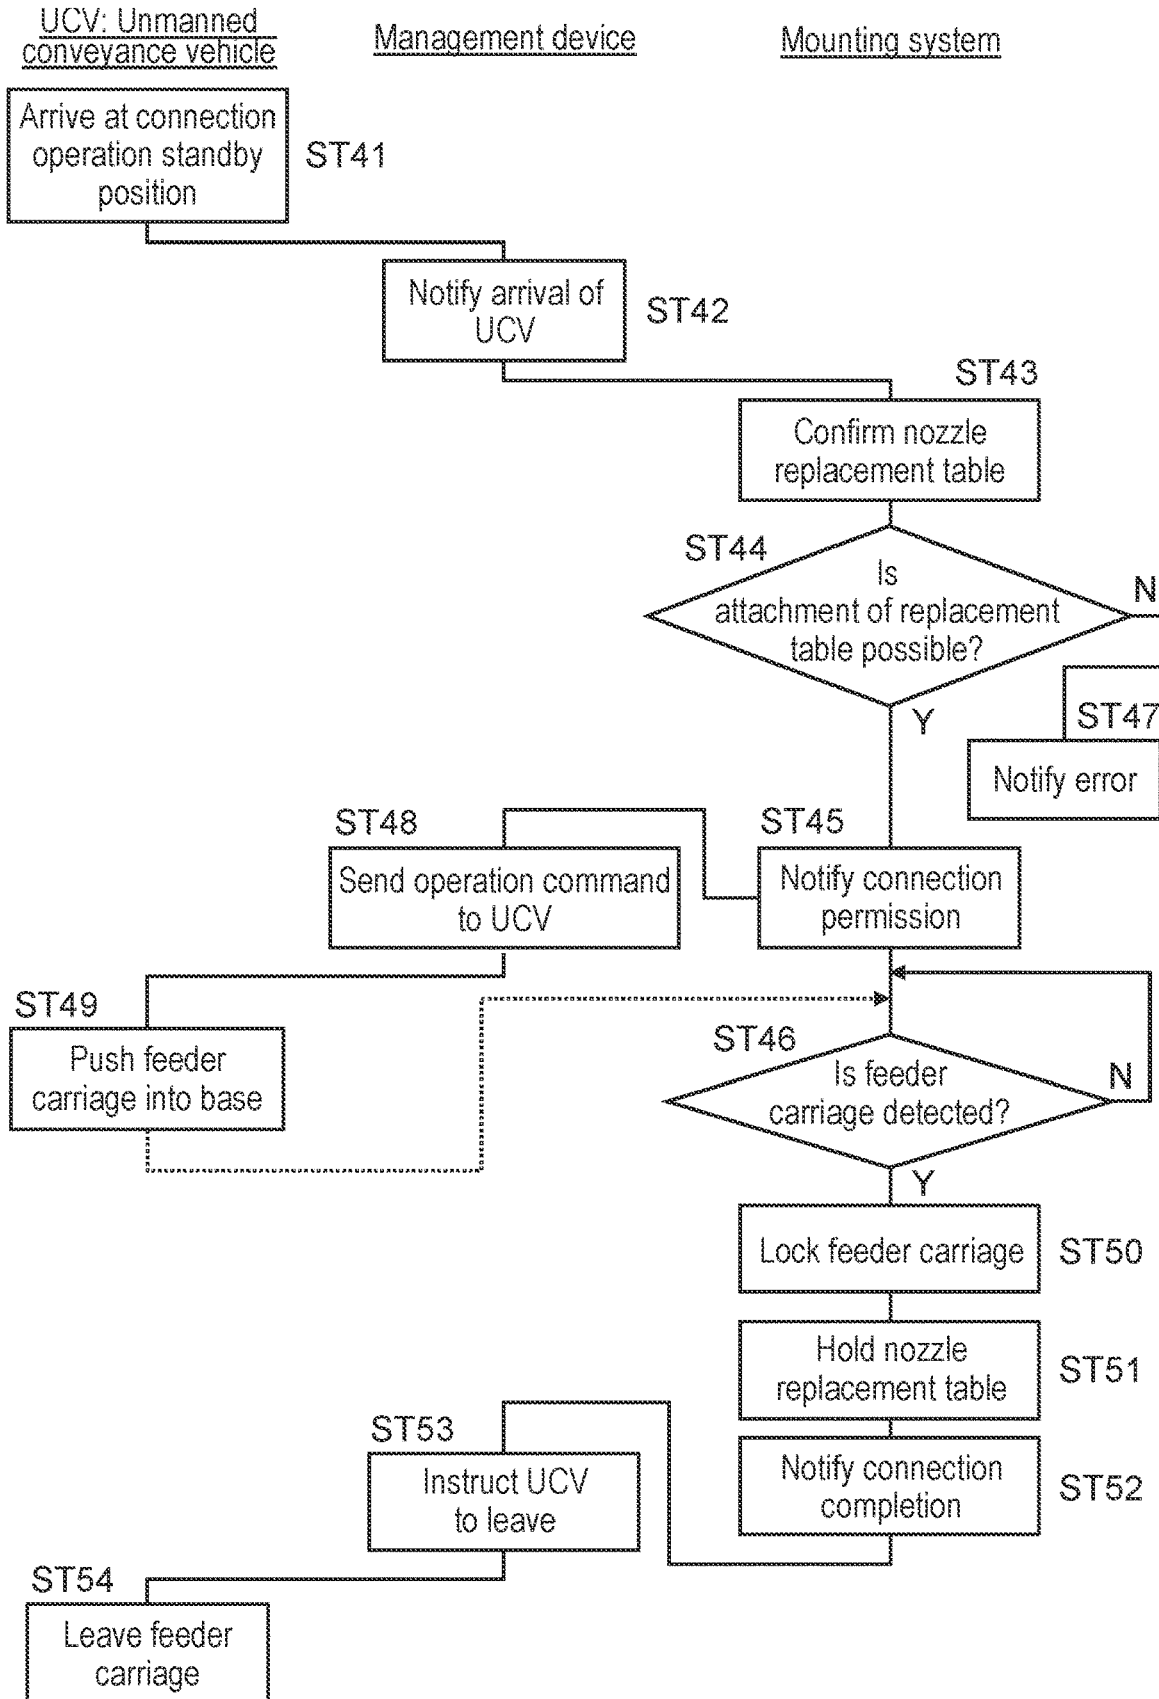 UCV: Unmanned
conveyance vehicle
Management device
Mounting system
Arrive at connection
operation standby
position
ST41
Notify arrival of
UCV
ST42
ST43
Confirm nozzle
replacement table
ST44
Is
attachment of replacement
table possible?
N
Y
ST47
Notify error
ST48
Send operation command
to UCV
ST45
Notify connection
permission
ST49
Push feeder
carriage into base
ST46
Is feeder
carriage detected?
N
Y
Lock feeder carriage
ST50
Hold nozzle
replacement table
ST51
ST53
Instruct UCV
to leave
Notify connection
completion
ST52
ST54
Leave feeder
carriage